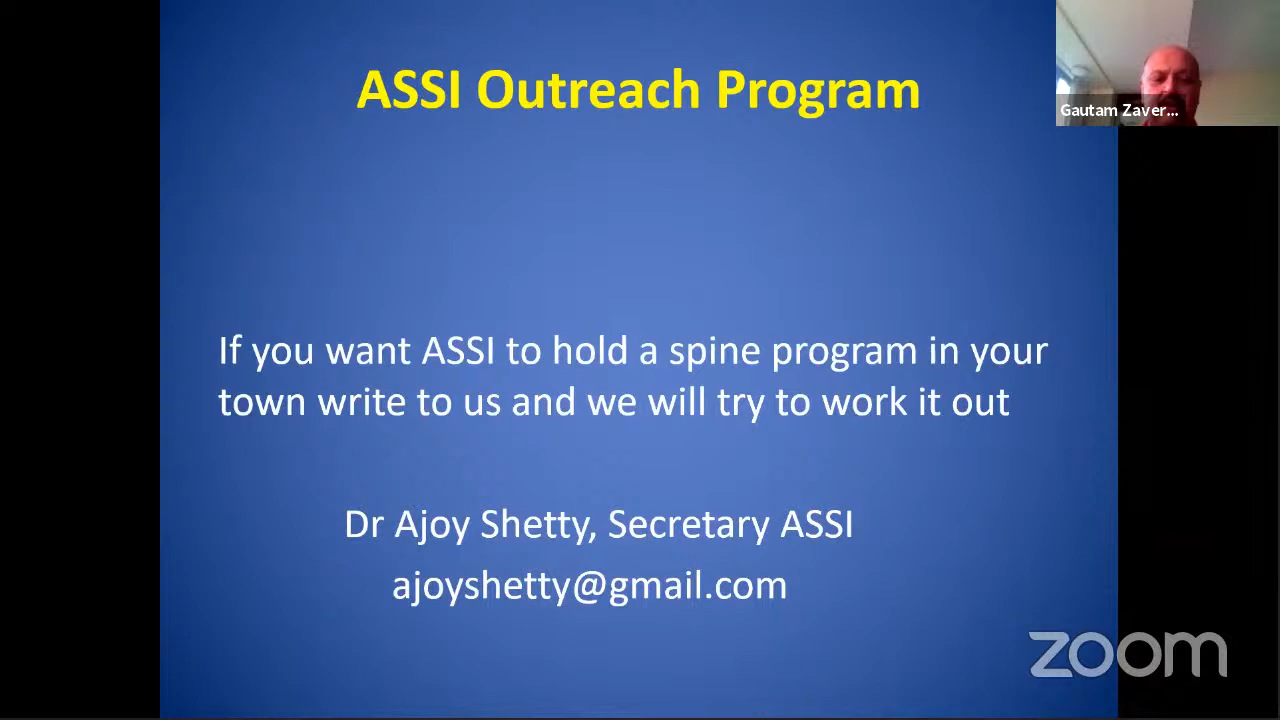 ASSI Outreach Program
Gautam Zaver...
If you want ASSI to hold a spine program in your
town write to us and we will try to work it out
Dr Ajoy Shetty, Secretary ASSI
ajoyshetty@gmail.com
zoom